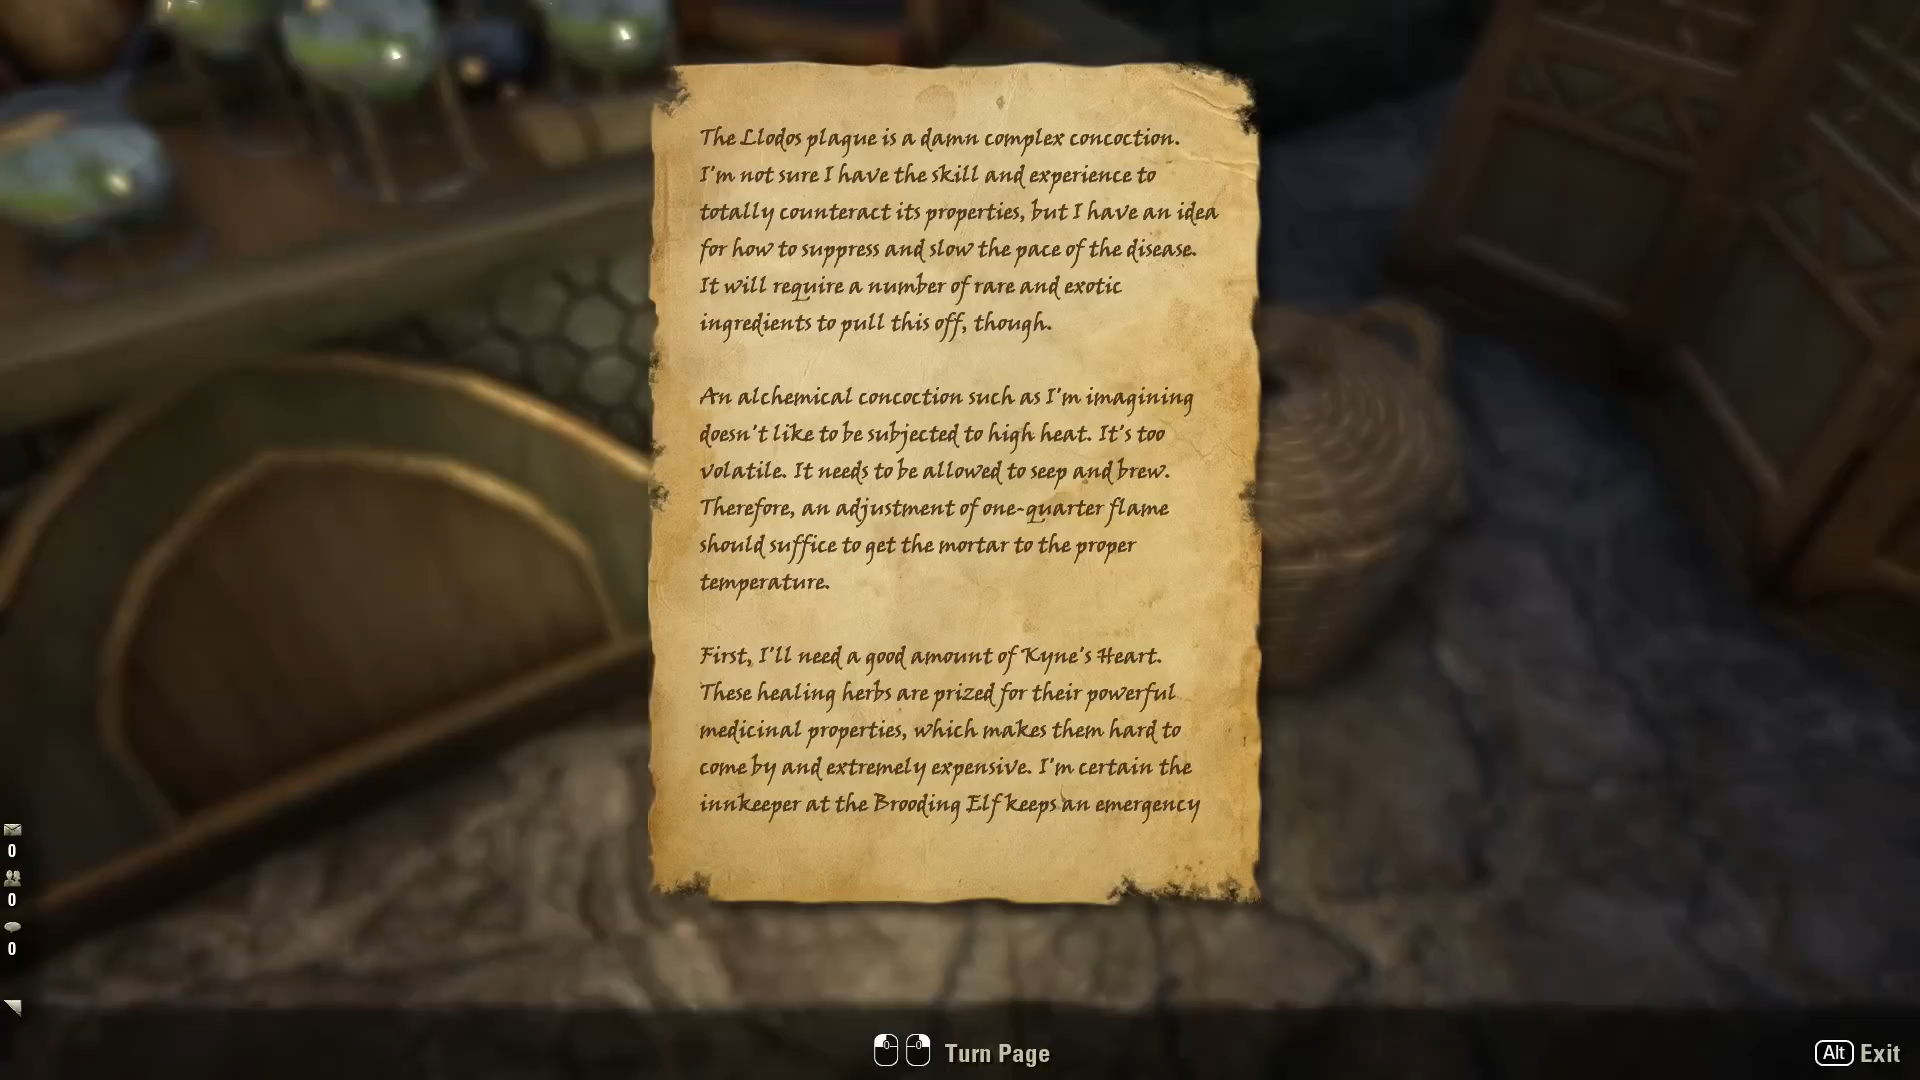 The Llodos plague is a damn complex concoction.
I'm not sure I have the skill and experience to
totally counteract its properties, but I have an idea
for how to suppress and slow the pace of the disease.
It will require a number of rare and exotic
ingredients to pull this off, though.
An alchemical concoction such as I'm imagining
doesn't like to be subjected to high heat. It's too
volatile. It needs to be allowed to seep and brew.
Therefore, an adjustment of one-quarter flame
should suffice to get the mortar to the proper
temperature.
First, I'll need a good amount of Kyne's Heart.
These healing herbs are prized for their powerful
medicinal properties, which makes them hard to
come by and extremely expensive. I'm certain the
innkeeper at the Brooding Elf keeps an emergency
0
0
0
Turn Page
Alt Exit